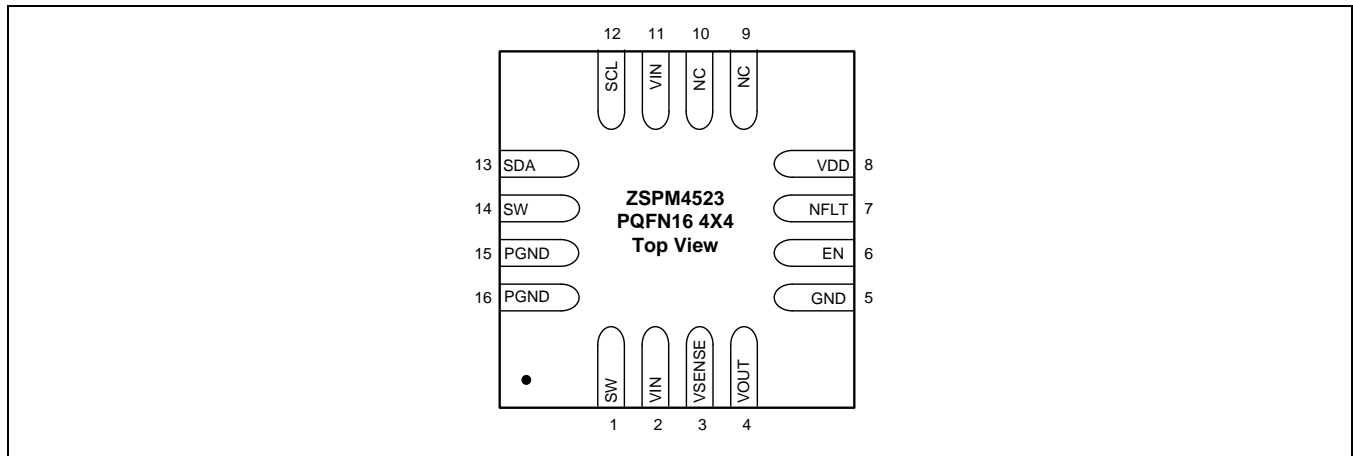 12 11 10 9
SCL VIN NC NC
13 SDA
VDD 8
14 SW
NFLT 7
15 PGND
EN 6
16 PGND
GND 5
ZSPM4523
PQFN16 4X4
Top View
SW VIN VSENSE VOUT
1 2 3 4